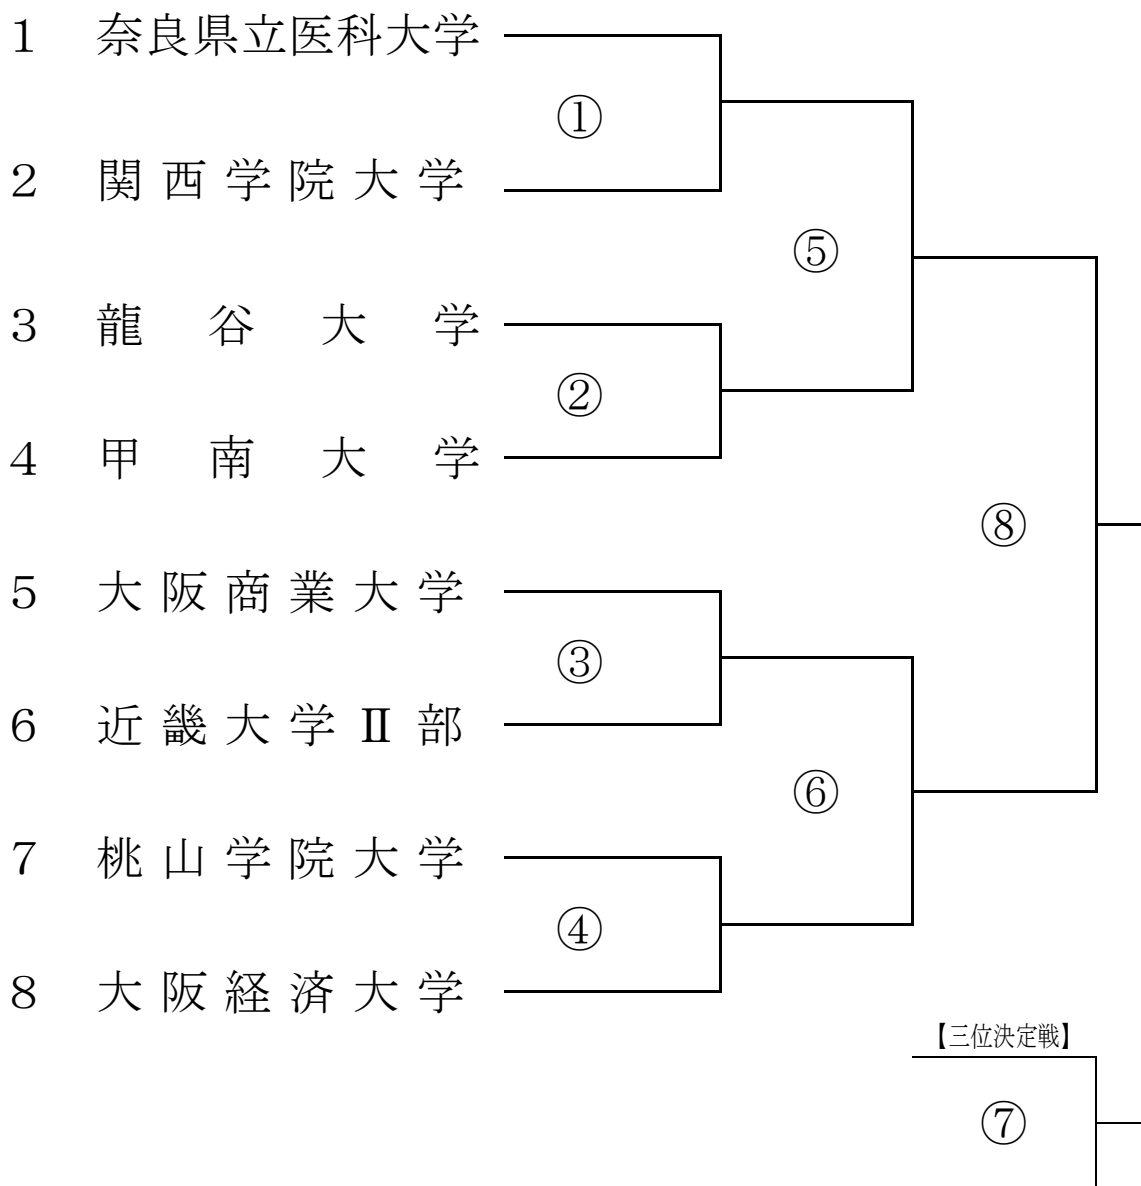 1 奈良県立医科大学
①
2 関西学院大学
⑤
3 龍谷大学
②
4 甲南大学
⑧
5 大阪商業大学
③
6 近畿大学Ⅱ部
⑥
7 桃山学院大学
④
8 大阪経済大学
【三位決定戦】
⑦